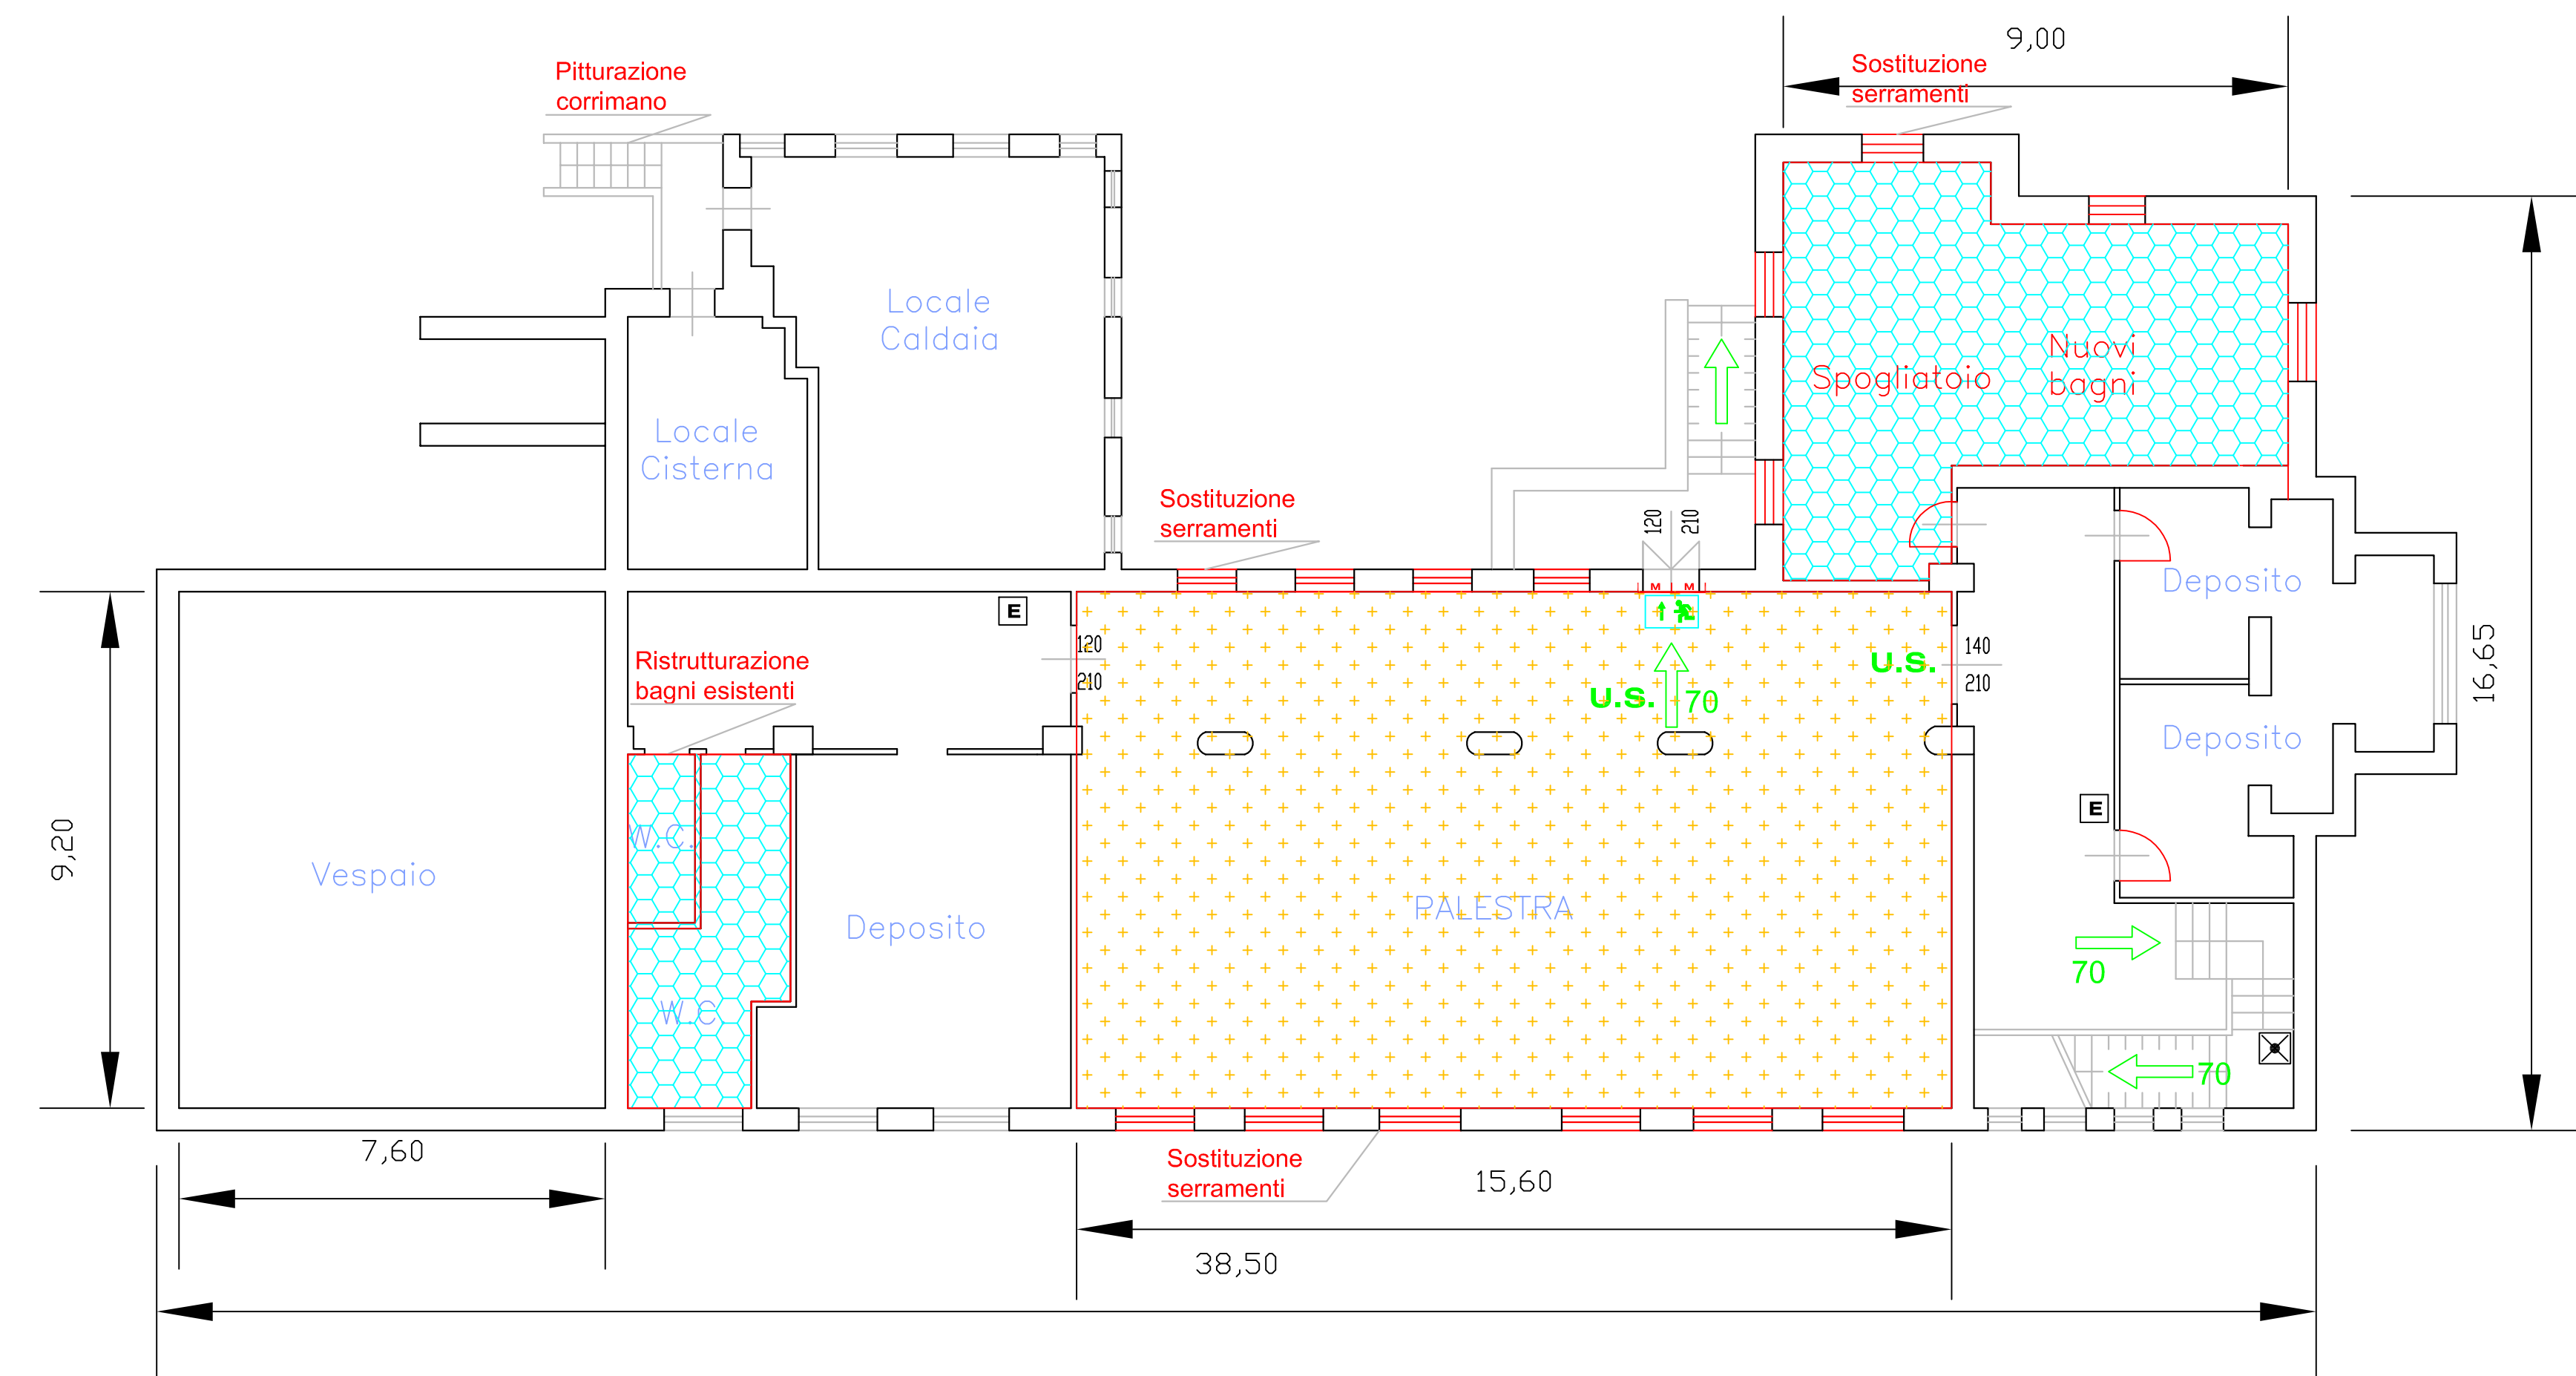 9,00
Pitturazione
corrimano
Sostituzione
serramenti
Locale
Caldaia
Nuovi
bagni
Spogliatoio
Locale
Cisterna
Sostituzione
serramenti
120
210
Deposito
M M
E
120
210
140
210
U.S.
U.S.
70
16,65
Ristrutturazione
bagni esistenti
Deposito
E
9,20
W.C.
Vespaio
PALESTRA
Deposito
70
W.C.
70
7,60
Sostituzione
serramenti
15,60
38,50